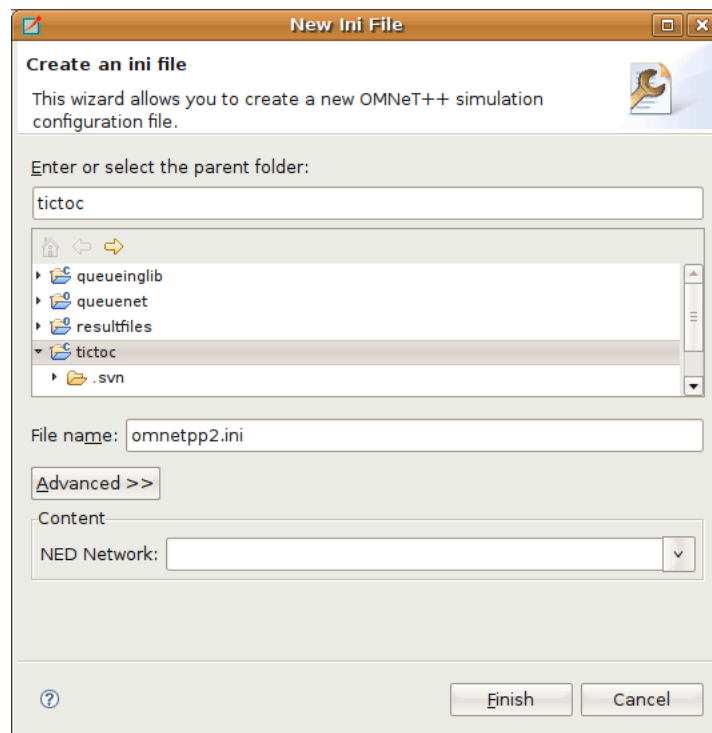 New Ini File
Create an ini file
This wizard allows you to create a new OMNeT++ simulation
configuration file.
Enter or select the parent folder:
tictoc
queueinglib
queuenet
resultfiles
tictoc
.svn
File name: omnetpp2.ini
Advanced >>
Content
NED Network:
Finish Cancel